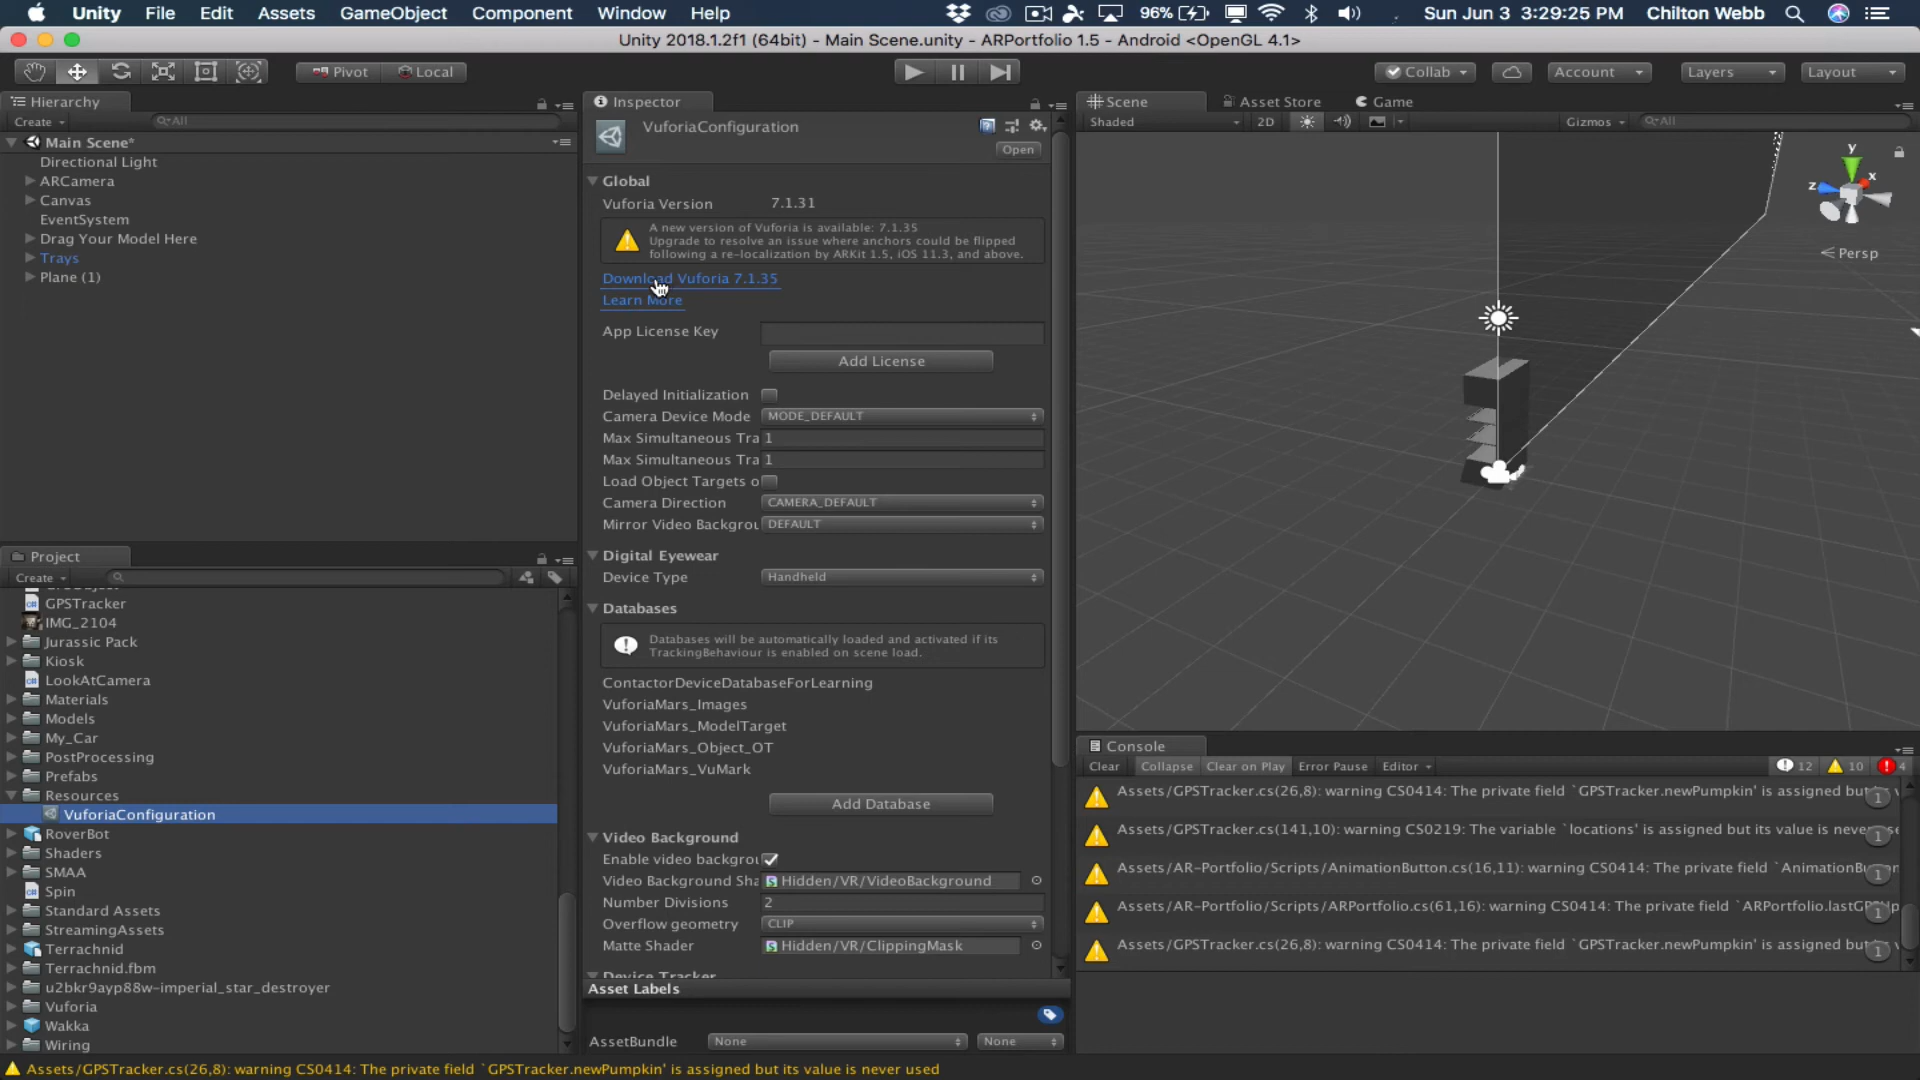 Unity File Edit Assets GameObject Component Window Help 96% Sun Jun 3 3:29:25 PM Chilton Webb
Unity 2018.1.2f1 (64bit) - Main Scene.unity - ARPortfolio 1.5 - Android <OpenGL 4.1>
Pivot Local Collab Account Layers Layout
Hierarchy
Create All
Main Scene*
Directional Light
ARCamera
Canvas
EventSystem
Drag Your Model Here
Trays
Plane (1)
Project
Create
GPSTracker
IMG_2104
Jurassic Pack
Kiosk
LookAtCamera
Materials
Models
My_Car
PostProcessing
Prefabs
Resources
VuforiaConfiguration
RoverBot
Shaders
SMAA
Spin
Standard Assets
StreamingAssets
Terrachnid
Terrachnid.fbm
u2bkr9ayp88w-imperial_star_destroyer
Vuforia
Wakka
Wiring
Inspector
VuforiaConfiguration
Open
Global
Vuforia Version 7.1.31
A new version of Vuforia is available: 7.1.35
Upgrade to resolve an issue where anchors could be flipped
following a re-localization by ARKit 1.5, iOS 11.3, and above.
Download Vuforia 7.1.35
Learn More
App License Key
Add License
Delayed Initialization
Camera Device Mode MODE_DEFAULT
Max Simultaneous Tra 1
Max Simultaneous Tra 1
Load Object Targets o
Camera Direction CAMERA_DEFAULT
Mirror Video Backgrou DEFAULT
Digital Eyewear
Device Type Handheld
Databases
Databases will be automatically loaded and activated if its
TrackingBehaviour is enabled on scene load.
ContactorDeviceDatabaseForLearning
VuforiaMars_Images
VuforiaMars_ModelTarget
VuforiaMars_Object_OT
VuforiaMars_VuMark
Add Database
Video Background
Enable video backgrou
Video Background Sha Hidden/VR/VideoBackground
Number Divisions 2
Overflow geometry CLIP
Matte Shader Hidden/VR/ClippingMask
Device Tracker
Asset Labels
AssetBundle None None
Scene Asset Store Game
Shaded 2D Gizmos All
y
x
z
Persp
Console
Clear Collapse Clear on Play Error Pause Editor 12 10 4
Assets/GPSTracker.cs(26,8): warning CS0414: The private field `GPSTracker.newPumpkin' is assigned but its v 1
Assets/GPSTracker.cs(141,10): warning CS0219: The variable `locations' is assigned but its value is never use 1
Assets/AR-Portfolio/Scripts/AnimationButton.cs(16,11): warning CS0414: The private field `AnimationButton 1
Assets/AR-Portfolio/Scripts/ARPortfolio.cs(61,16): warning CS0414: The private field `ARPortfolio.lastGPSUp 1
Assets/GPSTracker.cs(26,8): warning CS0414: The private field `GPSTracker.newPumpkin' is assigned but its v 1
Assets/GPSTracker.cs(26,8): warning CS0414: The private field `GPSTracker.newPumpkin' is assigned but its value is never used